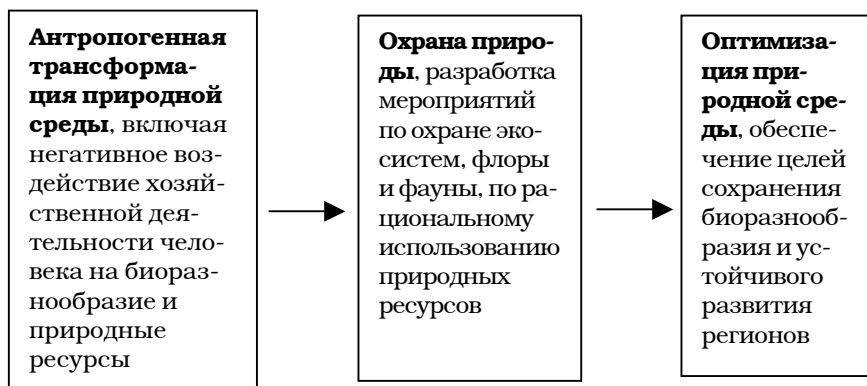 Антропогенная
трансформа-
ция природной
среды, включая
негативное воз-
действие хозяй-
ственной дея-
тельности чело-
века на биораз-
нообразие и
природные
ресурсы
Охрана приро-
ды, разработка
мероприятий
по охране эко-
систем, флоры
и фауны, по ра-
циональному
использованию
природных
ресурсов
Оптимиза-
ция при-
родной сре-
ды, обеспе-
чение целей
сохранения
биоразнооб-
разия и ус-
тойчивого
развития
регионов